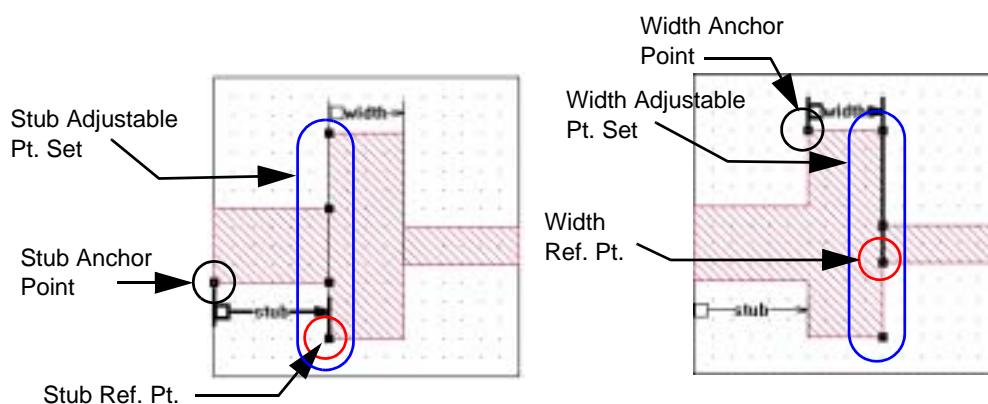 Stub Adjustable
Pt. Set
Stub Anchor
Point
Stub Ref. Pt.
width
stub
Width Anchor
Point
Width Adjustable
Pt. Set
Width
Ref. Pt.
width
stub